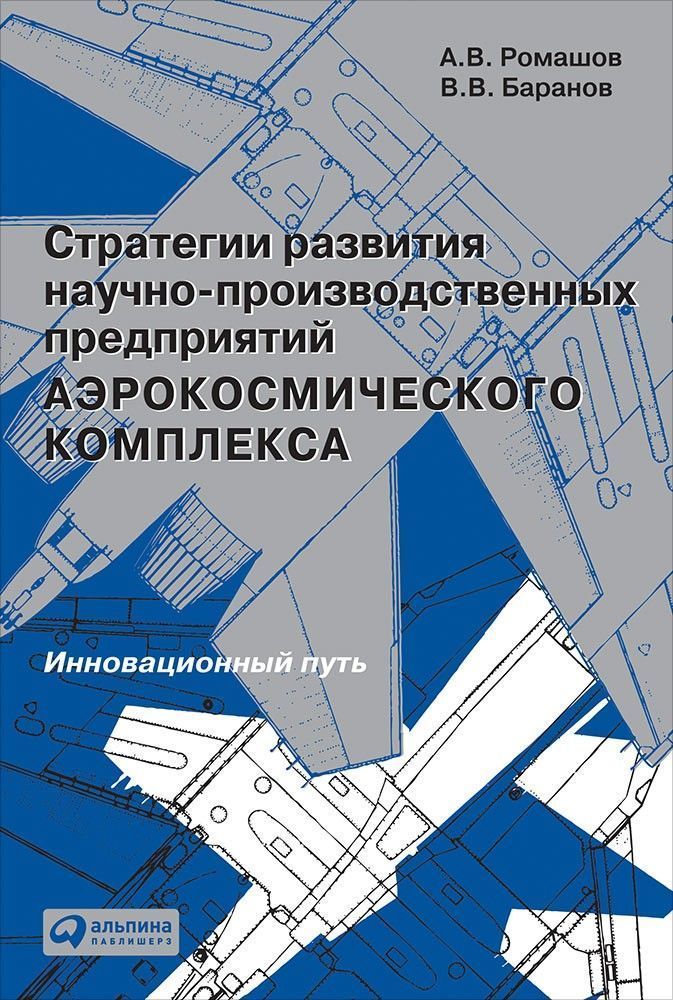 А.В. Ромашов
В.В. Баранов
Стратегии развития
научно-производственных
предприятий
АЭРОКОСМИЧЕСКОГО
КОМПЛЕКСА
Инновационный путь
альпина
ПАБЛИШЕРЗ